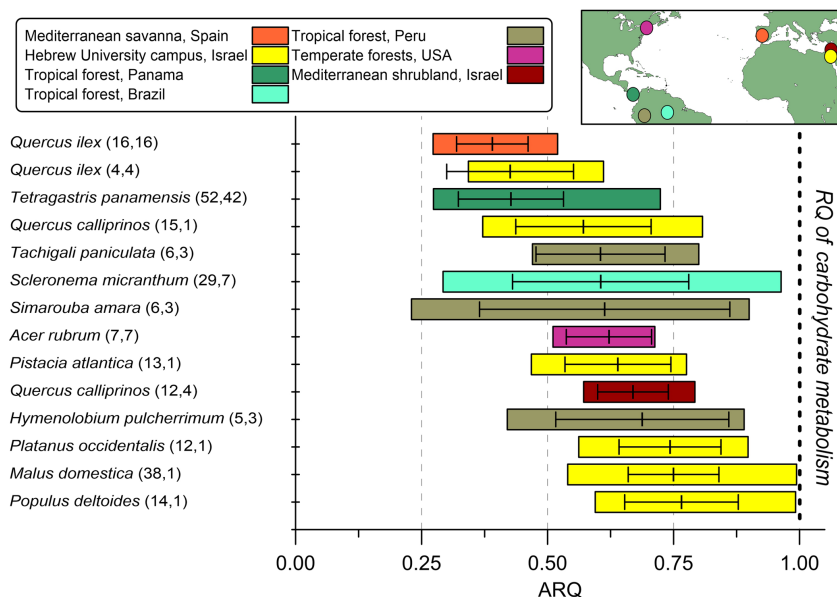 Mediterranean savanna, Spain
Tropical forest, Peru
Hebrew University campus, Israel
Temperate forests, USA
Tropical forest, Panama
Mediterranean shrubland, Israel
Tropical forest, Brazil
Quercus ilex (16,16)
Quercus ilex (4,4)
Tetragastris panamensis (52,42)
Quercus calliprinos (15,1)
Tachigali paniculata (6,3)
Scleronema micranthum (29,7)
Simarouba amara (6,3)
Acer rubrum (7,7)
Pistacia atlantica (13,1)
Quercus calliprinos (12,4)
Hymenolobium pulcherrimum (5,3)
Platanus occidentalis (12,1)
Malus domestica (38,1)
Populus deltoides (14,1)
RQ of carbohydrate metabolism
0.00 0.25 0.50 0.75 1.00
ARQ